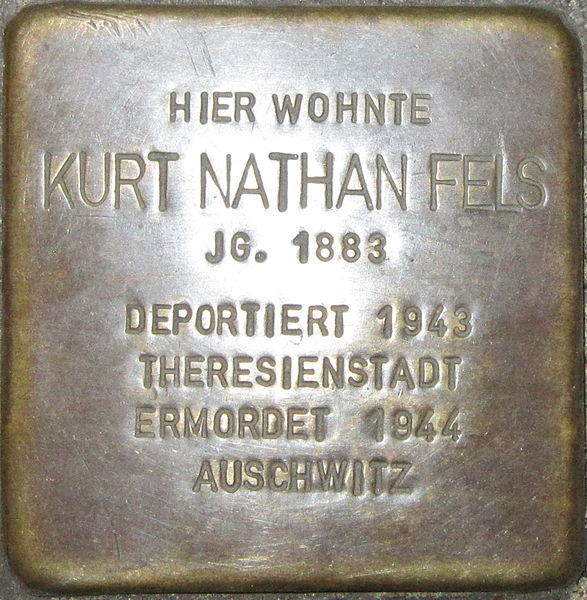 HIER WOHNTE
KURT NATHAN FELS
JG. 1883
DEPORTIERT 1943
THERESIENSTADT
ERMORDET 1944
AUSCHWITZ